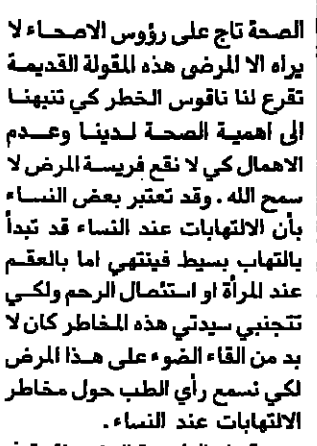 الصحة تاج على رؤوس الاصحاء لا
يراه الا المرضى هذه المقولة القديمة
تقرع لنا ناقوس الخطر كي تنبهنا
الى اهمية الصحة لدينا وعدم
الاهمال كي لا نقع فريسة المرض لا
سمح الله . وقد تعتبر بعض النساء
بأن الالتهابات عند النساء قد تبدأ
بالتهاب بسيط فينتهي اما بالعقم
عند المرأة او استئصال الرحم ولكي
تتجنبي سيدتي هذه المخاطر كان لا
بد من القاء الضوء على هذا المرض
لكي نسمع رأي الطب حول مخاطر
الالتهابات عند النساء .